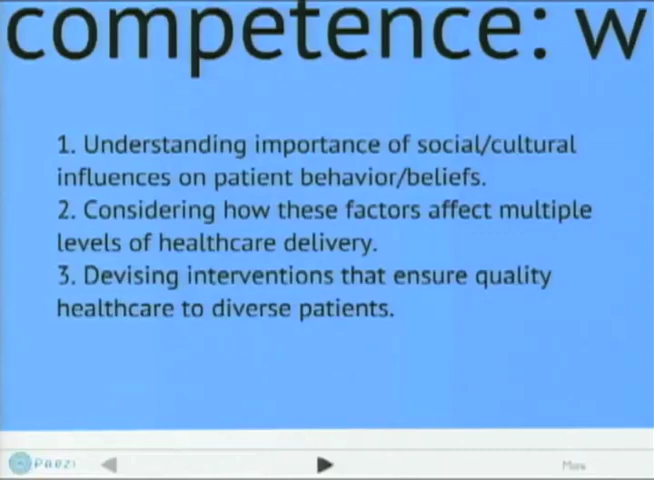 competence: w
1. Understanding importance of social/cultural
influences on patient behavior/beliefs.
2. Considering how these factors affect multiple
levels of healthcare delivery.
3. Devising interventions that ensure quality
healthcare to diverse patients.
Prezi
More